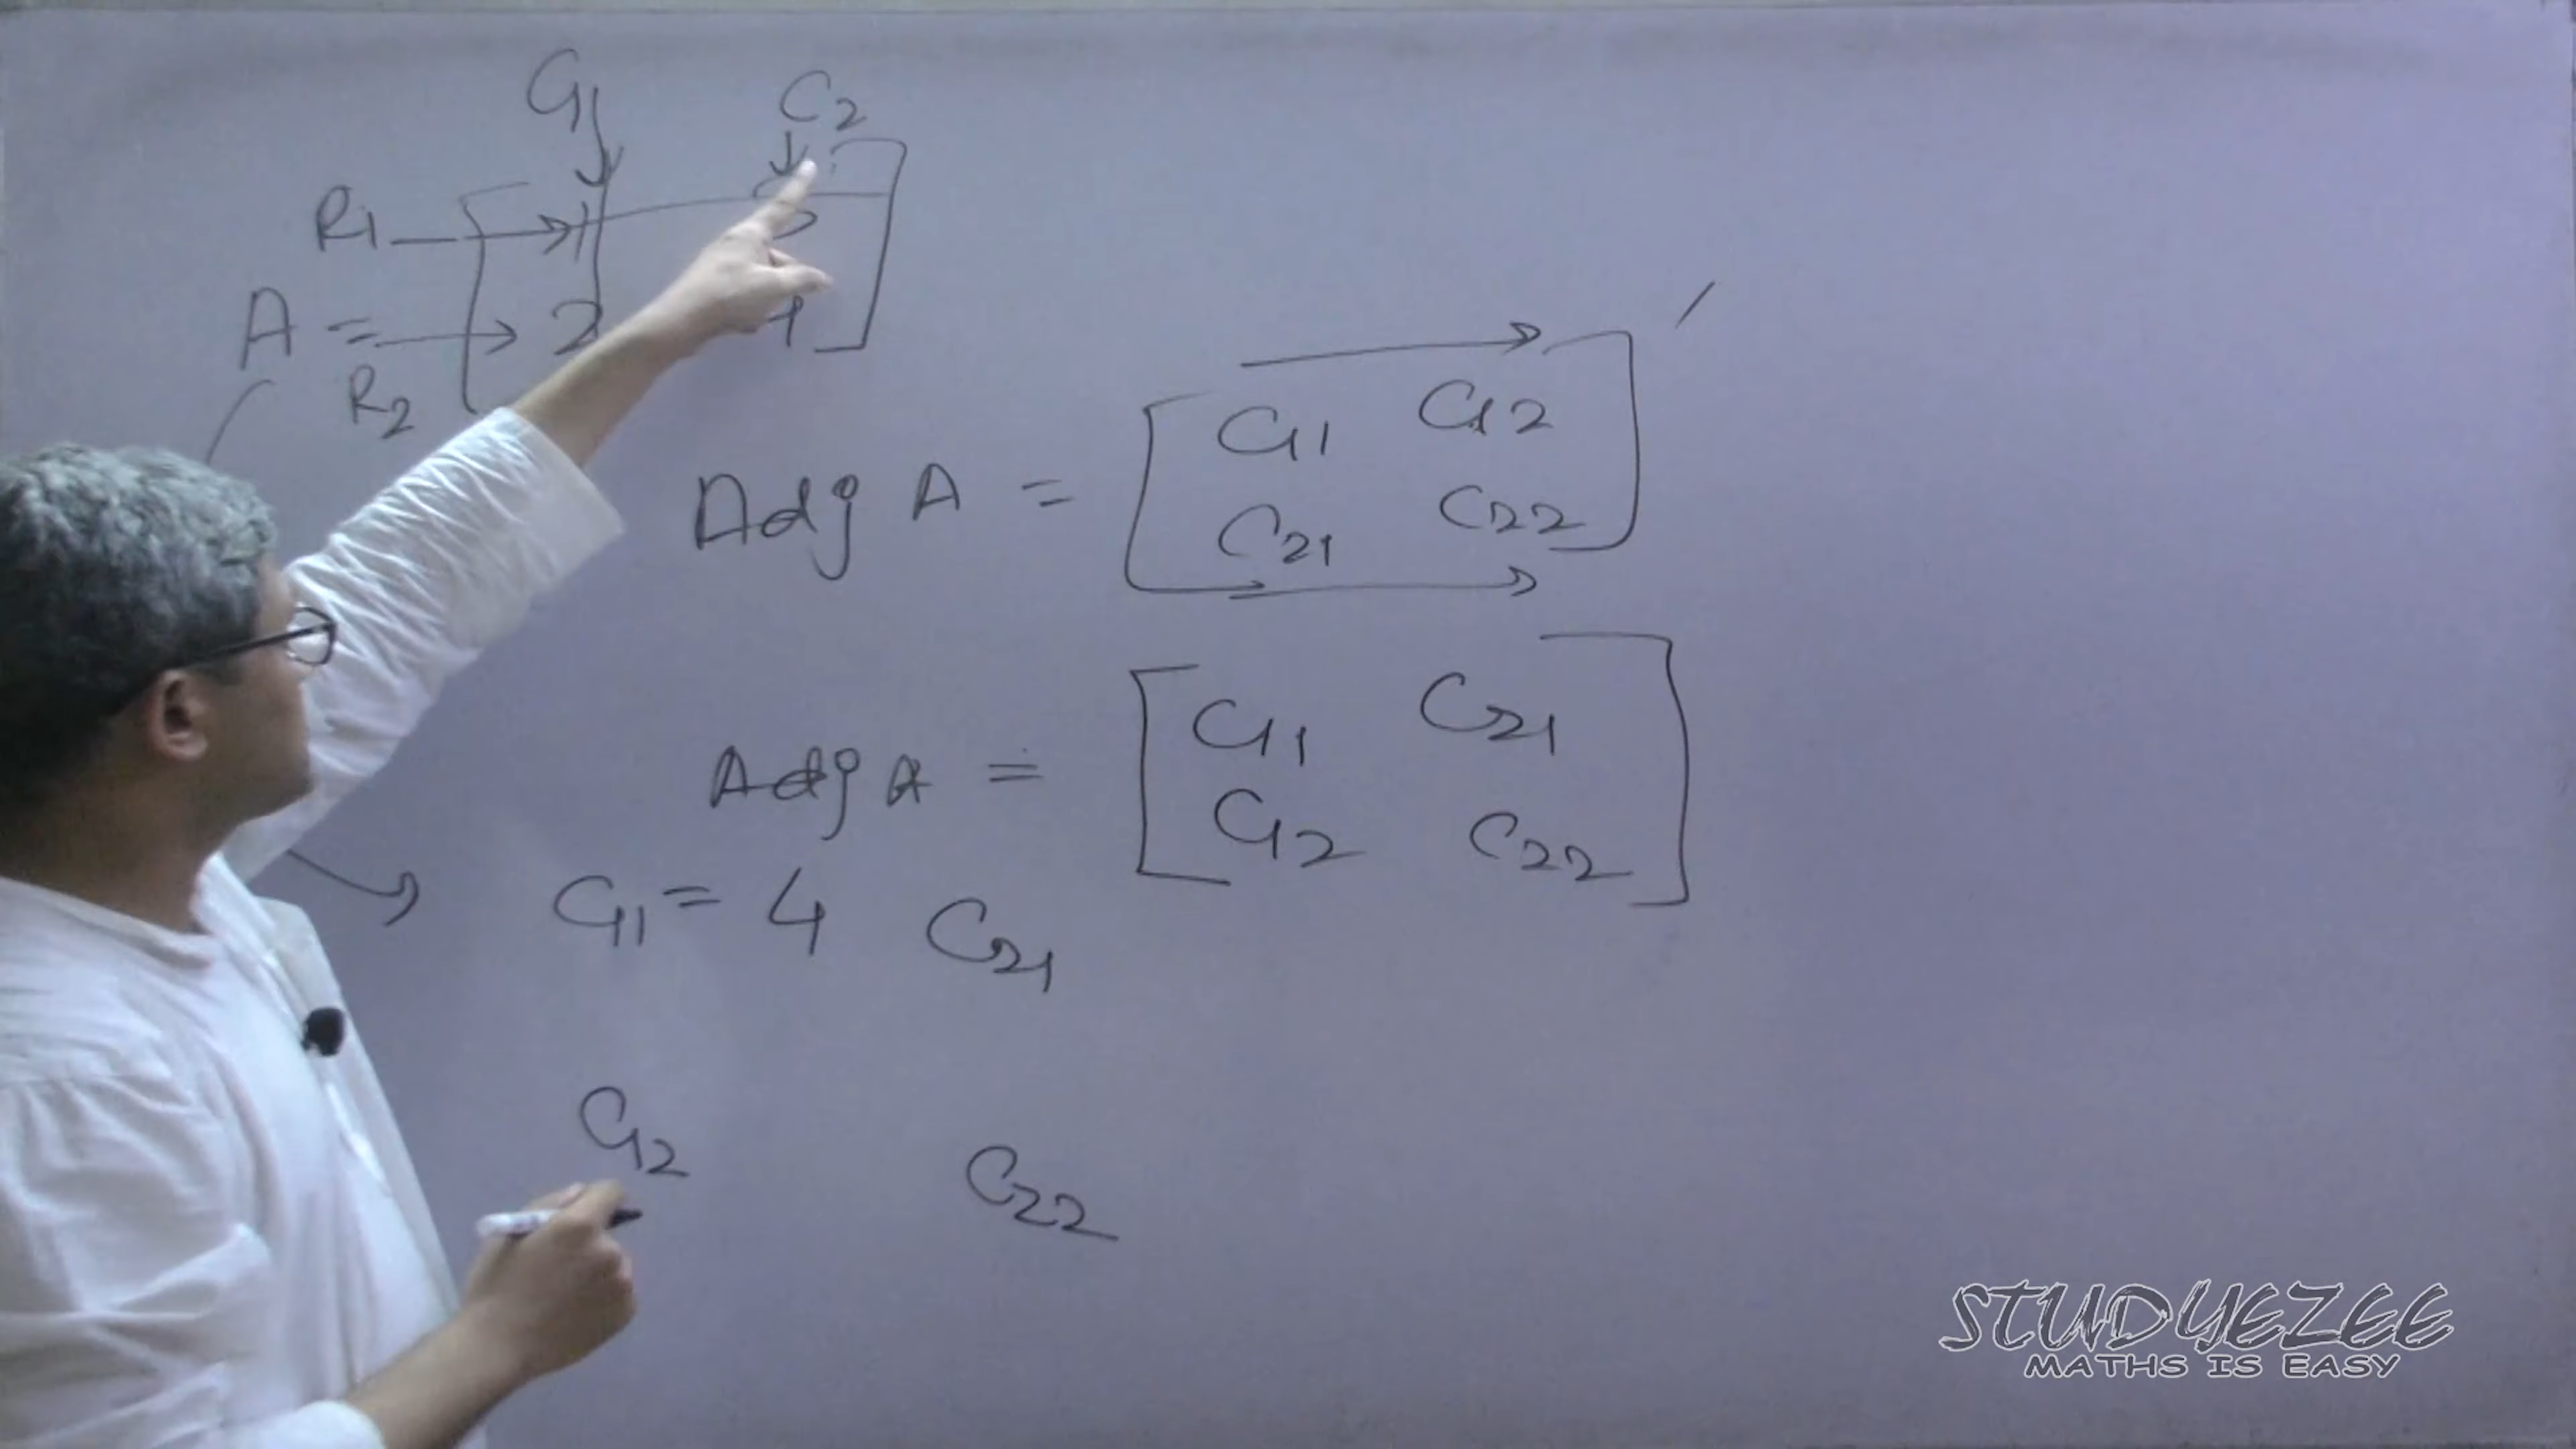 C1 C2
R1 1
A = 2
R2
Adj A = [ C11 C12
C21 C22 ]'
Adj A = [ C11 C21
C12 C22 ]
C11 = 4 C21
C12 C22
STUDYEZEE
MATHS IS EASY